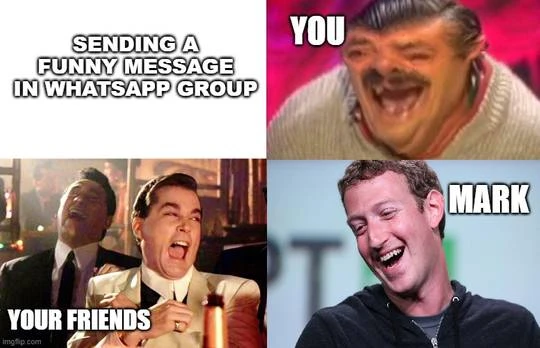 SENDING A
FUNNY MESSAGE
IN WHATSAPP GROUP
YOU
YOUR FRIENDS
MARK
imgflip.com